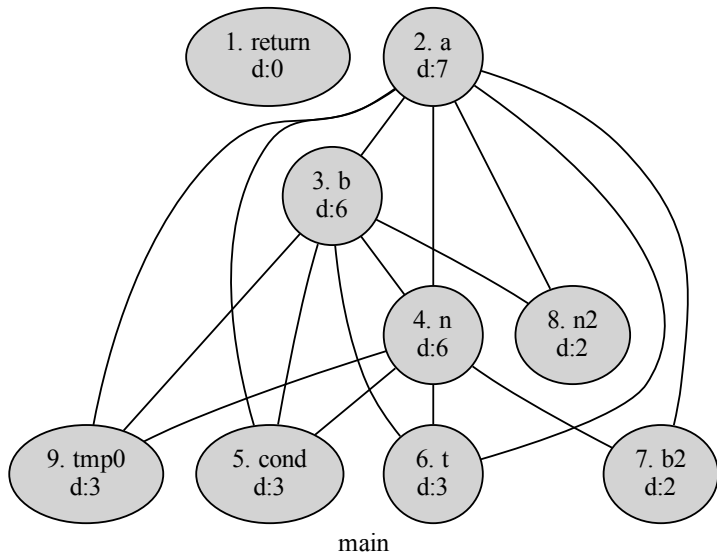 1. return
d:0
2. a
d:7
3. b
d:6
4. n
d:6
8. n2
d:2
9. tmp0
d:3
5. cond
d:3
6. t
d:3
7. b2
d:2
main